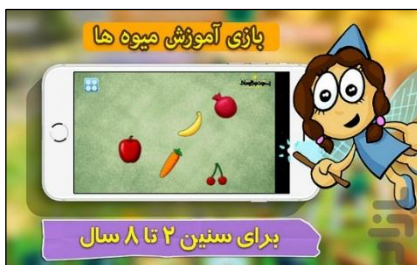 بازی آموزش میوه ها
برای سنین ۲ تا ۸ سال